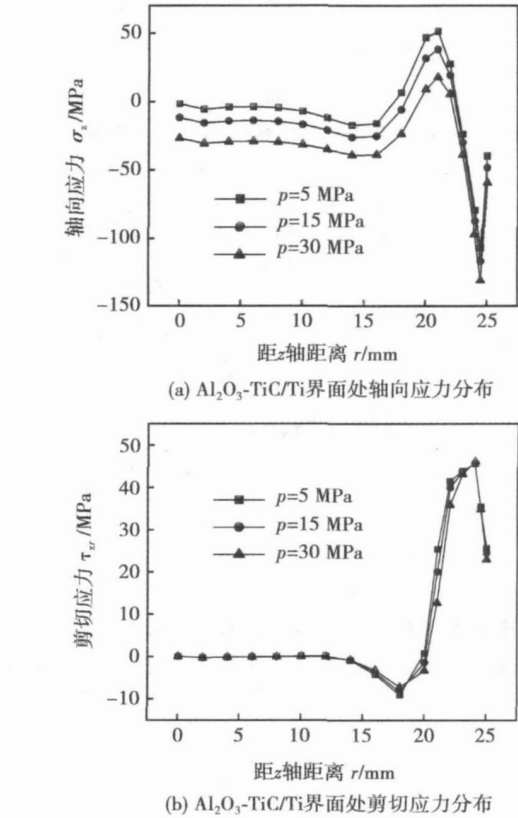 50
0
-50
-100
-150
轴向应力 σz/MPa
p=5 MPa
p=15 MPa
p=30 MPa
0 5 10 15 20 25
距z轴距离 r/mm
(a) Al₂O₃-TiC/Ti界面处轴向应力分布
50
40
30
20
10
0
-10
剪切应力 τzr /MPa
p=5 MPa
p=15 MPa
p=30 MPa
0 5 10 15 20 25
距z轴距离 r/mm
(b) Al₂O₃-TiC/Ti界面处剪切应力分布